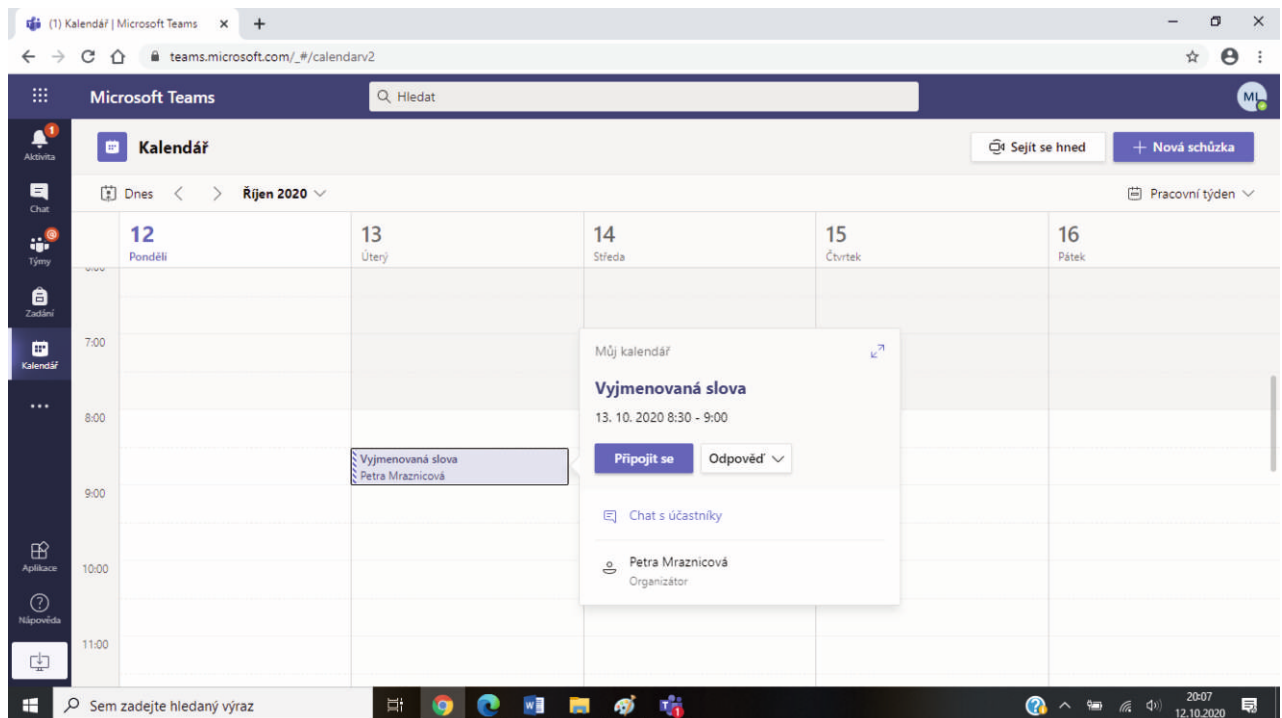 (1) Kalendář | Microsoft Teams
teams.microsoft.com/_#/calendarv2
Microsoft Teams
Hledat
ML
1
Aktivita
Chat
@
Týmy
Zadání
Kalendář
Aplikace
Nápověda
Kalendář
Sejít se hned
+ Nová schůzka
Dnes
Říjen 2020
Pracovní týden
12
Pondělí
13
Úterý
14
Středa
15
Čtvrtek
16
Pátek
7:00
8:00
9:00
10:00
11:00
Vyjmenovaná slova
Petra Mraznicová
Můj kalendář
Vyjmenovaná slova
13. 10. 2020 8:30 - 9:00
Připojit se
Odpověď
Chat s účastníky
Petra Mraznicová
Organizátor
Sem zadejte hledaný výraz
20:07
12.10.2020